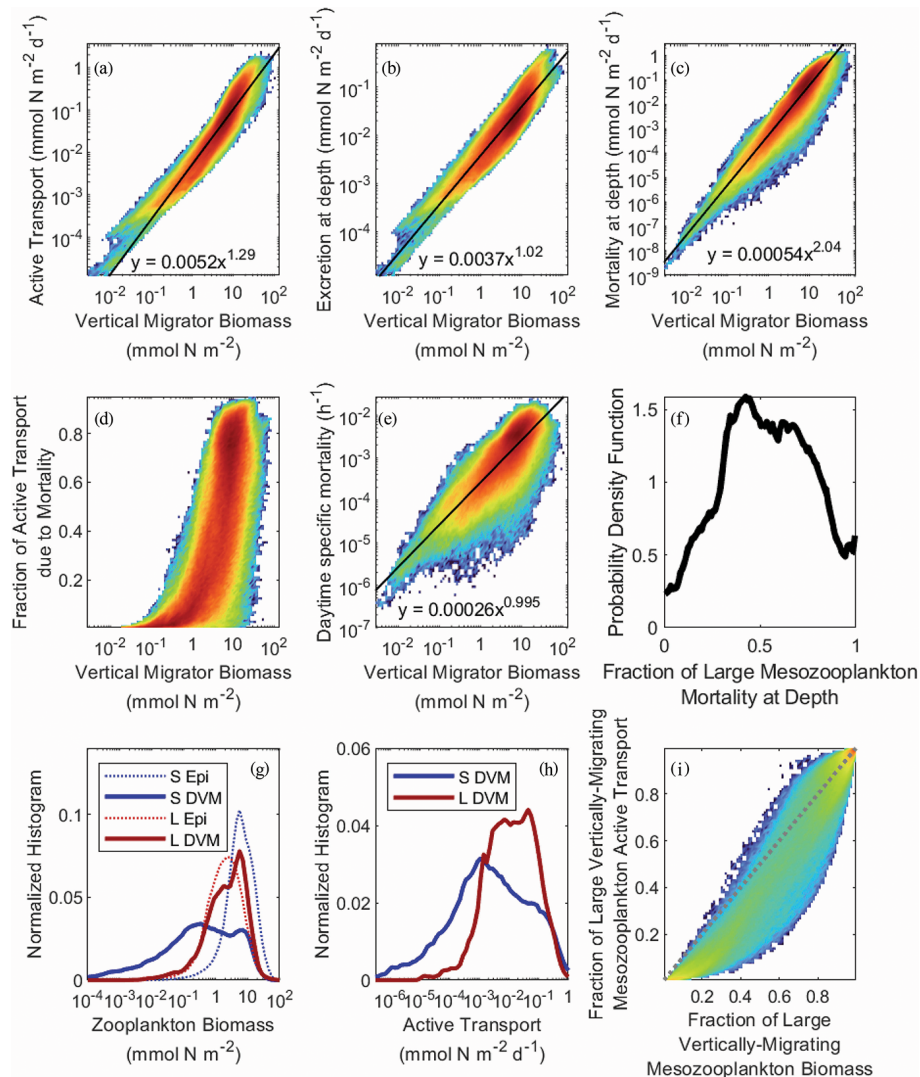 (a)
Active Transport (mmol N m⁻² d⁻¹)
1
10⁻¹
10⁻²
10⁻³
10⁻⁴
y = 0.0052x^1.29
10⁻² 10⁻¹ 1 10 10²
Vertical Migrator Biomass
(mmol N m⁻²)
(b)
Excretion at depth (mmol N m⁻² d⁻¹)
10⁻¹
10⁻²
10⁻³
10⁻⁴
y = 0.0037x^1.02
10⁻² 10⁻¹ 1 10 10²
Vertical Migrator Biomass
(mmol N m⁻²)
(c)
Mortality at depth (mmol N m⁻² d⁻¹)
1
10⁻¹
10⁻²
10⁻³
10⁻⁴
10⁻⁵
10⁻⁶
10⁻⁷
10⁻⁸
10⁻⁹
y = 0.00054x^2.04
10⁻² 10⁻¹ 1 10 10²
Vertical Migrator Biomass
(mmol N m⁻²)
(d)
Fraction of Active Transport
due to Mortality
0.8
0.6
0.4
0.2
10⁻² 10⁻¹ 1 10 10²
Vertical Migrator Biomass
(mmol N m⁻²)
(e)
Daytime specific mortality (h⁻¹)
10⁻²
10⁻³
10⁻⁴
10⁻⁵
10⁻⁶
10⁻⁷
y = 0.00026x^0.995
10⁻² 10⁻¹ 1 10 10²
Vertical Migrator Biomass
(mmol N m⁻²)
(f)
Probability Density Function
1.5
1
0.5
0
0 0.5 1
Fraction of Large Mesozooplankton
Mortality at Depth
(g)
Normalized Histogram
0.1
0.05
0
S Epi
S DVM
L Epi
L DVM
10⁻⁴ 10⁻³ 10⁻² 10⁻¹ 1 10 10²
Zooplankton Biomass
(mmol N m⁻²)
(h)
Normalized Histogram
0.06
0.04
0.02
0
S DVM
L DVM
10⁻⁶ 10⁻⁵ 10⁻⁴ 10⁻³ 10⁻² 10⁻¹ 1
Active Transport
(mmol N m⁻² d⁻¹)
(i)
Fraction of Large Vertically-Migrating
Mesozooplankton Active Transport
0.8
0.6
0.4
0.2
0.2 0.4 0.6 0.8
Fraction of Large
Vertically-Migrating
Mesozooplankton Biomass